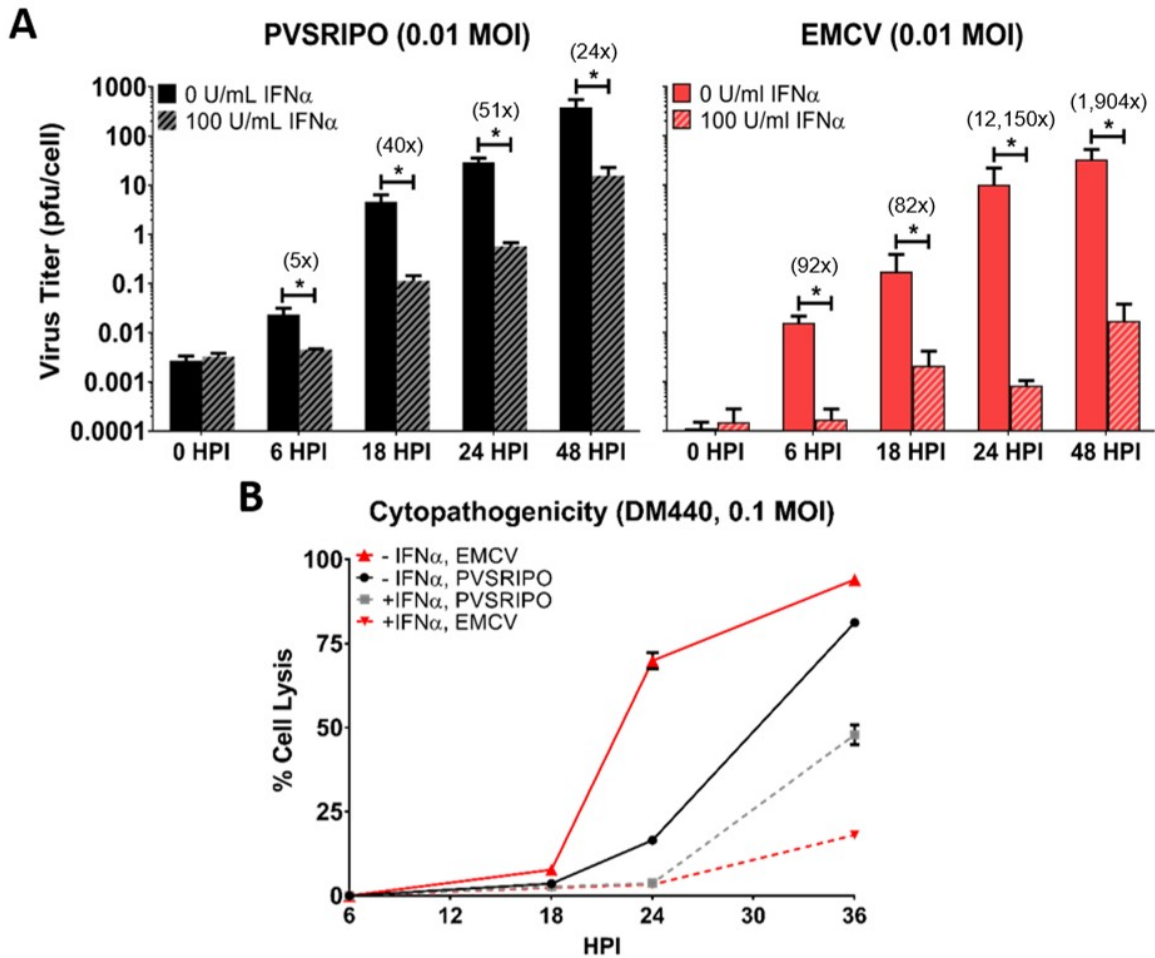 A
PVSRIPO (0.01 MOI)
EMCV (0.01 MOI)
Virus Titer (pfu/cell)
1000
100
10
1
0.1
0.01
0.001
0.0001
0 U/mL IFNα
100 U/mL IFNα
(5x)
*
(40x)
*
(51x)
*
(24x)
*
0 HPI 6 HPI 18 HPI 24 HPI 48 HPI
0 U/ml IFNα
100 U/ml IFNα
(92x)
*
(82x)
*
(12,150x)
*
(1,904x)
*
0 HPI 6 HPI 18 HPI 24 HPI 48 HPI
B
Cytopathogenicity (DM440, 0.1 MOI)
- IFNα, EMCV
- IFNα, PVSRIPO
+IFNα, PVSRIPO
+IFNα, EMCV
% Cell Lysis
100
75
50
25
0
6 12 18 24 30 36
HPI